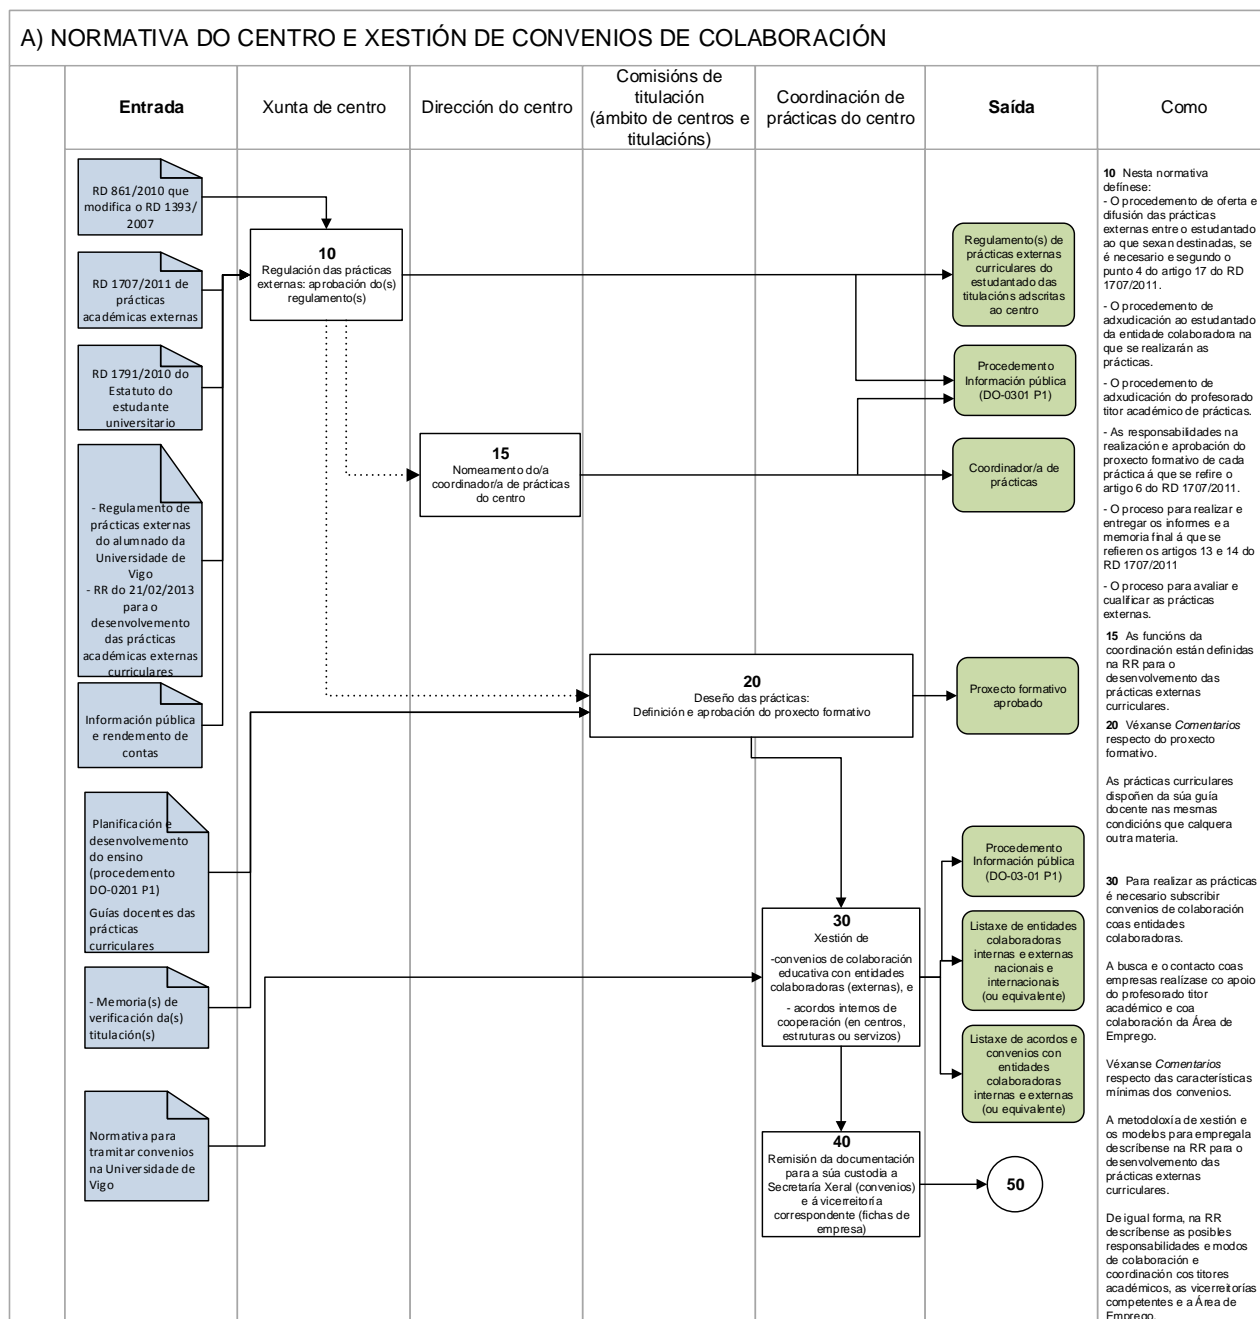 A) NORMATIVA DO CENTRO E XESTIÓN DE CONVENIOS DE COLABORACIÓN
Entrada
Xunta de centro
Dirección do centro
Comisións de
titulación
(ámbito de centros e
titulacións)
Coordinación de
prácticas do centro
Saída
Como
RD 861/2010 que
modifica o RD 1393/
2007
RD 1707/2011 de
prácticas
académicas externas
RD 1791/2010 do
Estatuto do
estudante
universitario
- Regulamento de
prácticas externas
do alumnado da
Universidade de
Vigo
- RR do 21/02/2013
para o
desenvolvemento
das prácticas
académicas externas
curriculares
Información pública
e rendemento de
contas
Planificación e
desenvolvemento
do ensino
(procedemento
DO-0201 P1)
Guías docentes das
prácticas
curriculares
- Memoria(s) de
verificación da(s)
titulación(s)
Normativa para
tramitar convenios
na Universidade de
Vigo
10
Regulación das prácticas
externas: aprobación do(s)
regulamento(s)
15
Nomeamento do/a
coordinador/a de prácticas
do centro
20
Deseño das prácticas:
Definición e aprobación do proxecto formativo
30
Xestión de
-convenios de colaboración
educativa con entidades
colaboradoras (externas), e
- acordos internos de
cooperación (en centros,
estruturas ou servizos)
40
Remisión da documentación
para a súa custodia a
Secretaría Xeral (convenios)
e á vicerreitoría
correspondente (fichas de
empresa)
Regulamento(s) de
prácticas externas
curriculares do
estudantado das
titulacións adscritas
ao centro
Procedemento
Información pública
(DO-0301 P1)
Coordinador/a de
prácticas
Proxecto formativo
aprobado
Procedemento
Información pública
(DO-03-01 P1)
Listaxe de entidades
colaboradoras
internas e externas
nacionais e
internacionais
(ou equivalente)
Listaxe de acordos e
convenios con
entidades
colaboradoras
internas e externas
(ou equivalente)
50
10 Nesta normativa
defínese:
- O procedemento de oferta e
difusión das prácticas
externas entre o estudantado
ao que sexan destinadas, se
é necesario e segundo o
punto 4 do artigo 17 do RD
1707/2011.
- O procedemento de
adxudicación ao estudantado
da entidade colaboradora na
que se realizarán as
prácticas.
- O procedemento de
adxudicación do profesorado
titor académico de prácticas.
- As responsabilidades na
realización e aprobación do
proxecto formativo de cada
práctica á que se refire o
artigo 6 do RD 1707/2011.
- O proceso para realizar e
entregar os informes e a
memoria final á que se
refieren os artigos 13 e 14 do
RD 1707/2011
- O proceso para avaliar e
cualificar as prácticas
externas.
15 As funcións da
coordinación están definidas
na RR para o
desenvolvemento das
prácticas externas
curriculares.
20 Véxanse Comentarios
respecto do proxecto
formativo.
As prácticas curriculares
dispoñen da súa guía
docente nas mesmas
condicións que calquera
outra materia.
30 Para realizar as prácticas
é necesario subscribir
convenios de colaboración
coas entidades
colaboradoras.
A busca e o contacto coas
empresas realízase co apoio
do profesorado titor
académico e coa
colaboración da Área de
Emprego.
Véxanse Comentarios
respecto das características
mínimas dos convenios.
A metodoloxía de xestión e
os modelos para empregala
descríbense na RR para o
desenvolvemento das
prácticas externas
curriculares.
De igual forma, na RR
descríbense as posibles
responsabilidades e modos
de colaboración e
coordinación cos titores
académicos, as vicerreitorías
competentes e a Área de
Emprego.